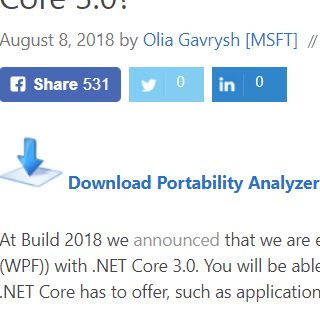 Core 3.0?
August 8, 2018 by Olia Gavrysh [MSFT] //
Share 531
0
in 0
Download Portability Analyzer
At Build 2018 we announced that we are
(WPF)) with .NET Core 3.0. You will be able
.NET Core has to offer, such as application